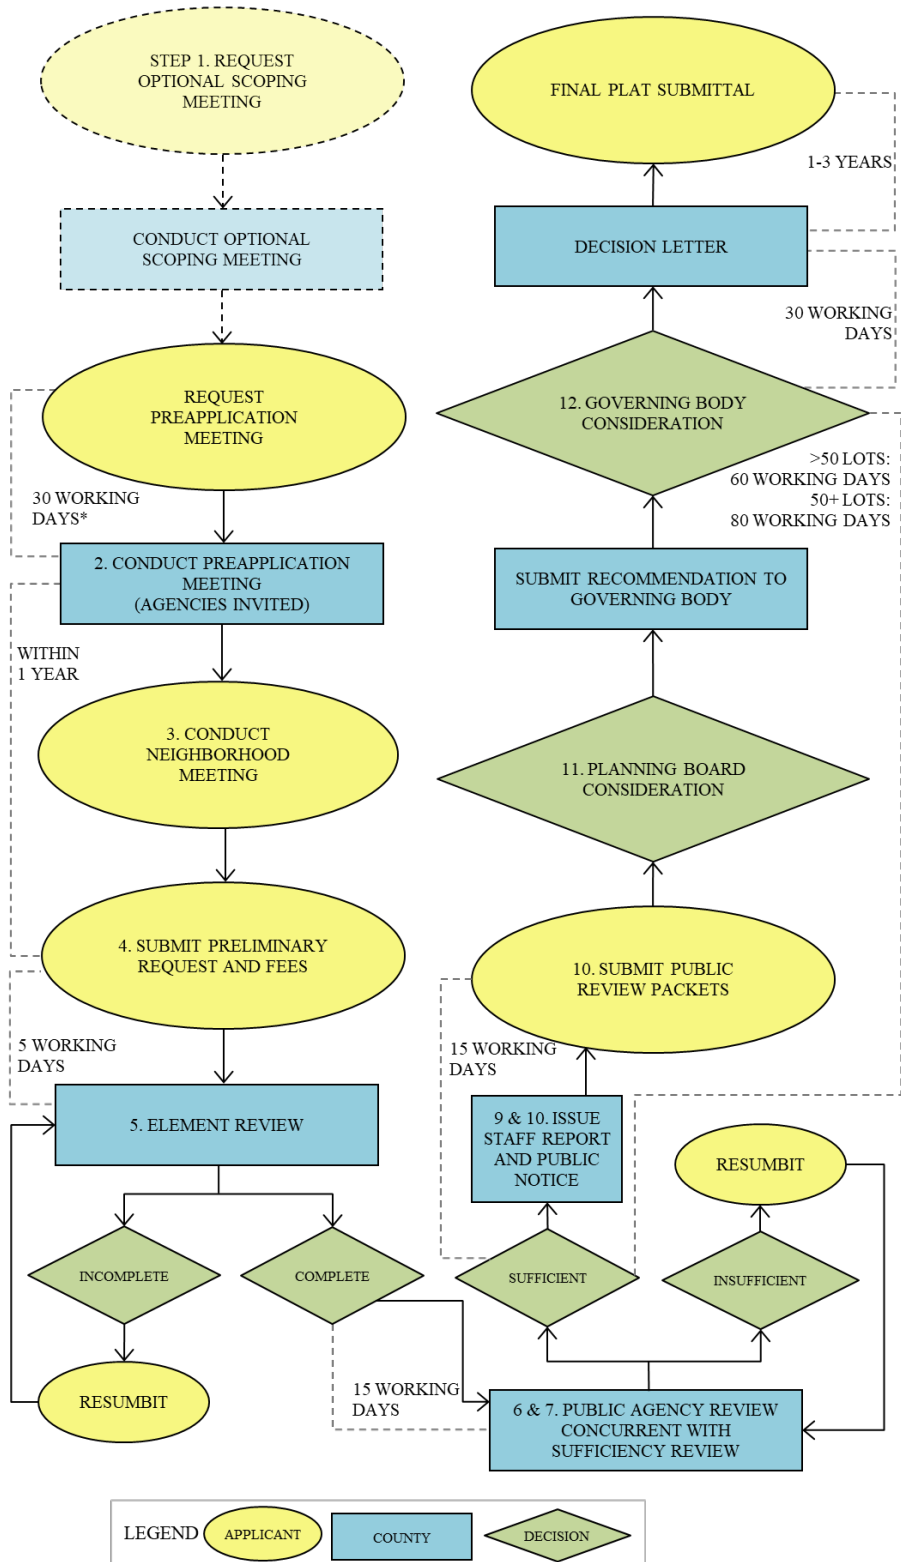 STEP 1. REQUEST
OPTIONAL SCOPING
MEETING
CONDUCT OPTIONAL
SCOPING MEETING
REQUEST
PREAPPLICATION
MEETING
30 WORKING
DAYS*
2. CONDUCT PREAPPLICATION
MEETING
(AGENCIES INVITED)
WITHIN
1 YEAR
3. CONDUCT
NEIGHBORHOOD
MEETING
4. SUBMIT PRELIMINARY
REQUEST AND FEES
5 WORKING
DAYS
5. ELEMENT REVIEW
INCOMPLETE
COMPLETE
RESUMBIT
15 WORKING
DAYS
FINAL PLAT SUBMITTAL
1-3 YEARS
DECISION LETTER
30 WORKING
DAYS
12. GOVERNING BODY
CONSIDERATION
>50 LOTS:
60 WORKING DAYS
50+ LOTS:
80 WORKING DAYS
SUBMIT RECOMMENDATION TO
GOVERNING BODY
11. PLANNING BOARD
CONSIDERATION
10. SUBMIT PUBLIC
REVIEW PACKETS
15 WORKING
DAYS
9 & 10. ISSUE
STAFF REPORT
AND PUBLIC
NOTICE
RESUMBIT
SUFFICIENT
INSUFFICIENT
6 & 7. PUBLIC AGENCY REVIEW
CONCURRENT WITH
SUFFICIENCY REVIEW
LEGEND
APPLICANT
COUNTY
DECISION